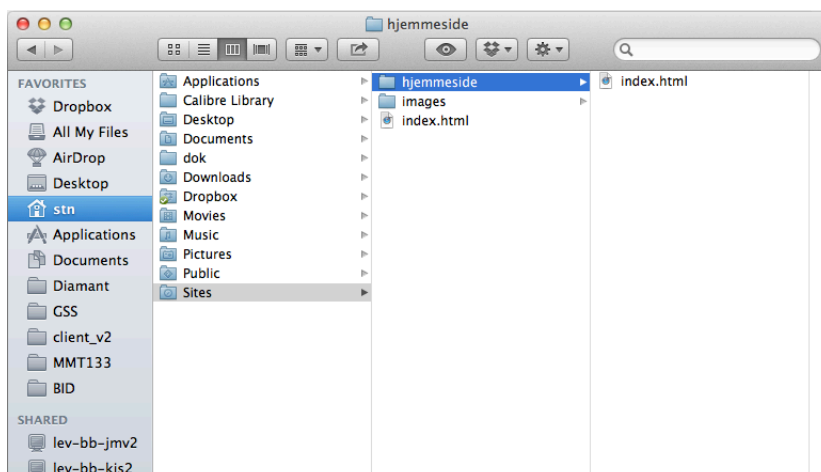 hjemmeside
FAVORITES
Dropbox
All My Files
AirDrop
Desktop
stn
Applications
Documents
Diamant
GSS
client_v2
MMT133
BID
SHARED
lev-bb-jmv2
lev-bb-kis2
Applications
Calibre Library
Desktop
Documents
dok
Downloads
Dropbox
Movies
Music
Pictures
Public
Sites
hjemmeside
images
index.html
index.html